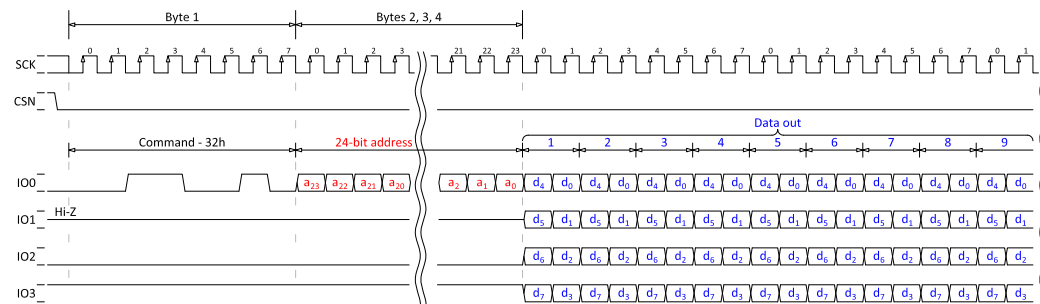 Byte 1 Bytes 2, 3, 4
0 1 2 3 4 5 6 7 0 1 2 3 21 22 23 0 1 2 3 4 5 6 7 0 1 2 3 4 5 6 7 0 1
SCK
CSN
Data out
Command - 32h 24-bit address 1 2 3 4 5 6 7 8 9
IO0 a23 a22 a21 a20 a2 a1 a0 d4 d0 d4 d0 d4 d0 d4 d0 d4 d0 d4 d0 d4 d0 d4 d0 d4 d0
Hi-Z
IO1 d5 d1 d5 d1 d5 d1 d5 d1 d5 d1 d5 d1 d5 d1 d5 d1 d5 d1
IO2 d6 d2 d6 d2 d6 d2 d6 d2 d6 d2 d6 d2 d6 d2 d6 d2 d6 d2
IO3 d7 d3 d7 d3 d7 d3 d7 d3 d7 d3 d7 d3 d7 d3 d7 d3 d7 d3